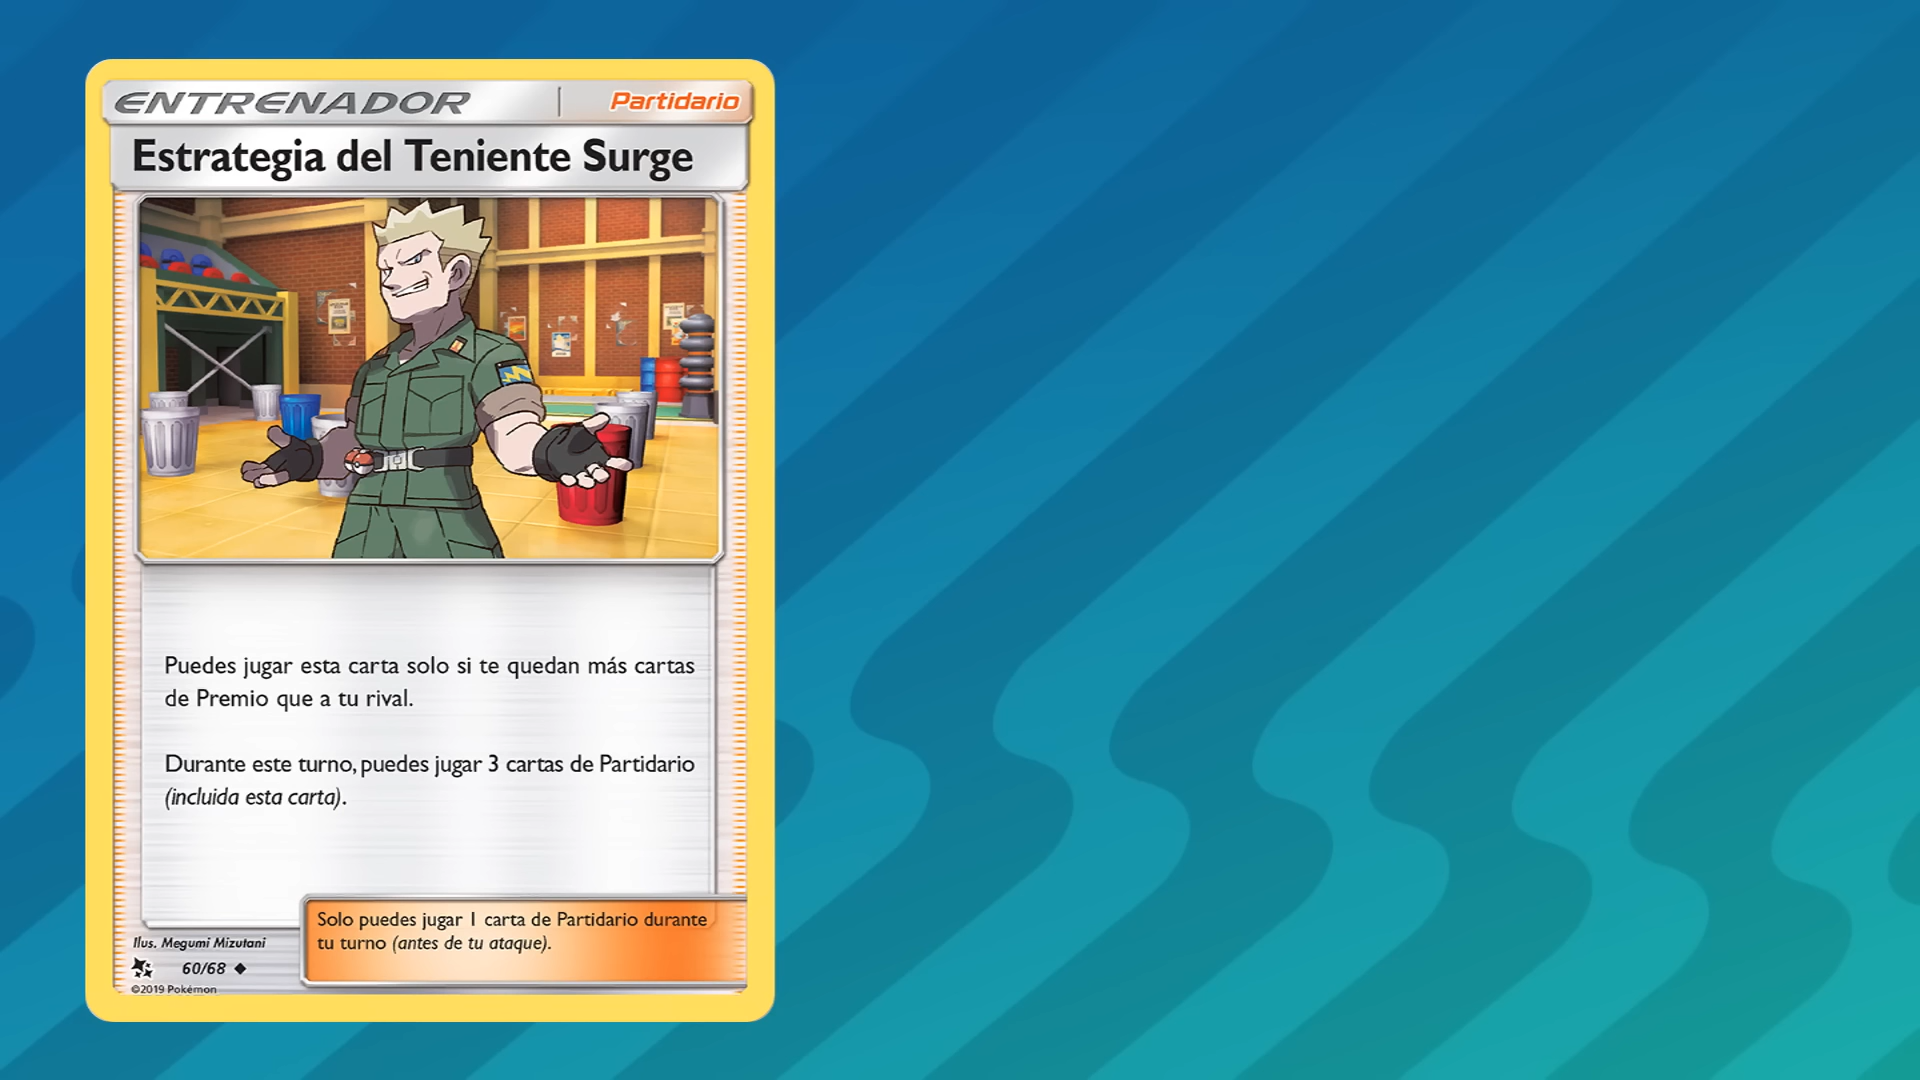 ENTRENADOR
Partidario
Estrategia del Teniente Surge
Puedes jugar esta carta solo si te quedan más cartas
de Premio que a tu rival.
Durante este turno, puedes jugar 3 cartas de Partidario
(incluida esta carta).
Solo puedes jugar 1 carta de Partidario durante
tu turno (antes de tu ataque).
Ilus. Megumi Mizutani
60/68
©2019 Pokémon